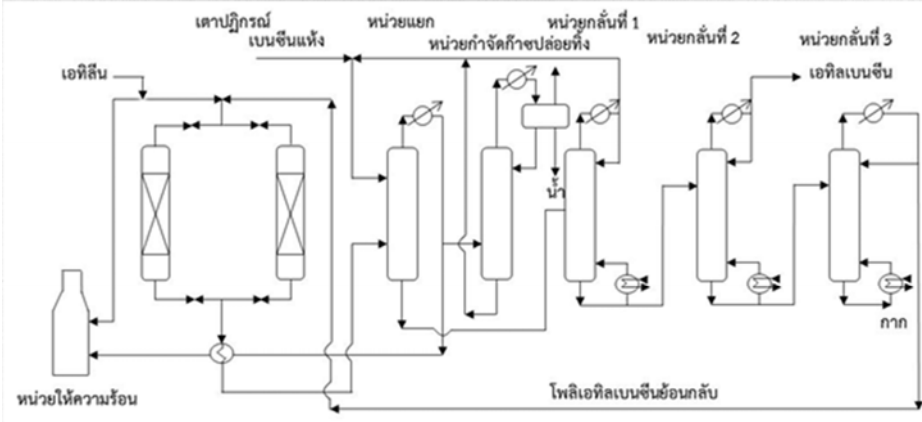 เตาปฏิกรณ์
หน่วยแยก
หน่วยกลั่นที่ 1
หน่วยกลั่นที่ 2
หน่วยกลั่นที่ 3
เบนซีนแห้ง
หน่วยกำจัดก๊าซปล่อยทิ้ง
เอทิลีน
เอทิลเบนซีน
น้ำ
กาก
หน่วยให้ความร้อน
โพลิเอทิลเบนซีนย้อนกลับ